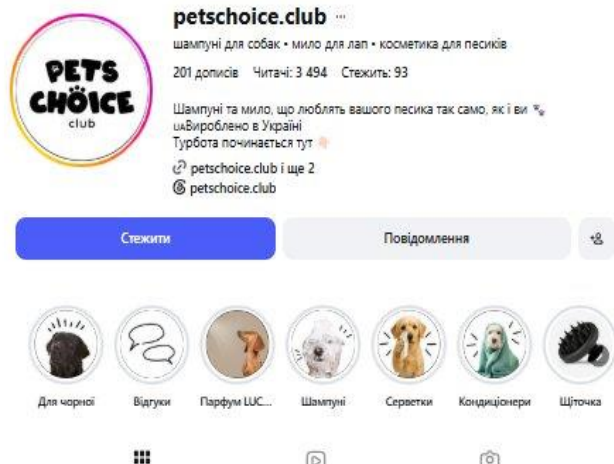 petschoice.club ...
шампуні для собак • мило для лап • косметика для песиків
201 дописів Читачі: 3 494 Стежить: 93
PETS
CHOICE
club
Шампуні та мило, що люблять вашого песика так само, як і ви 🐾
UAВироблено в Україні
Турбота починається тут 👇🏻
petschoice.club і ще 2
petschoice.club
Стежити Повідомлення
Для чорної Відгуки Парфум LUC... Шампуні Серветки Кондиціонери Щіточка